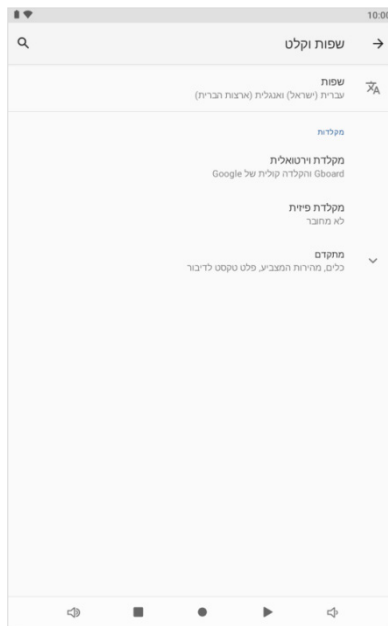 10:00
שפות וקלט
שפות
עברית (ישראל) ואנגלית (ארצות הברית)
מקלדות
מקלדת וירטואלית
Gboard והקלדה קולית של Google
מקלדת פיזית
לא מחובר
מתקדם
כלים, מהירות המצביע, פלט טקסט לדיבור